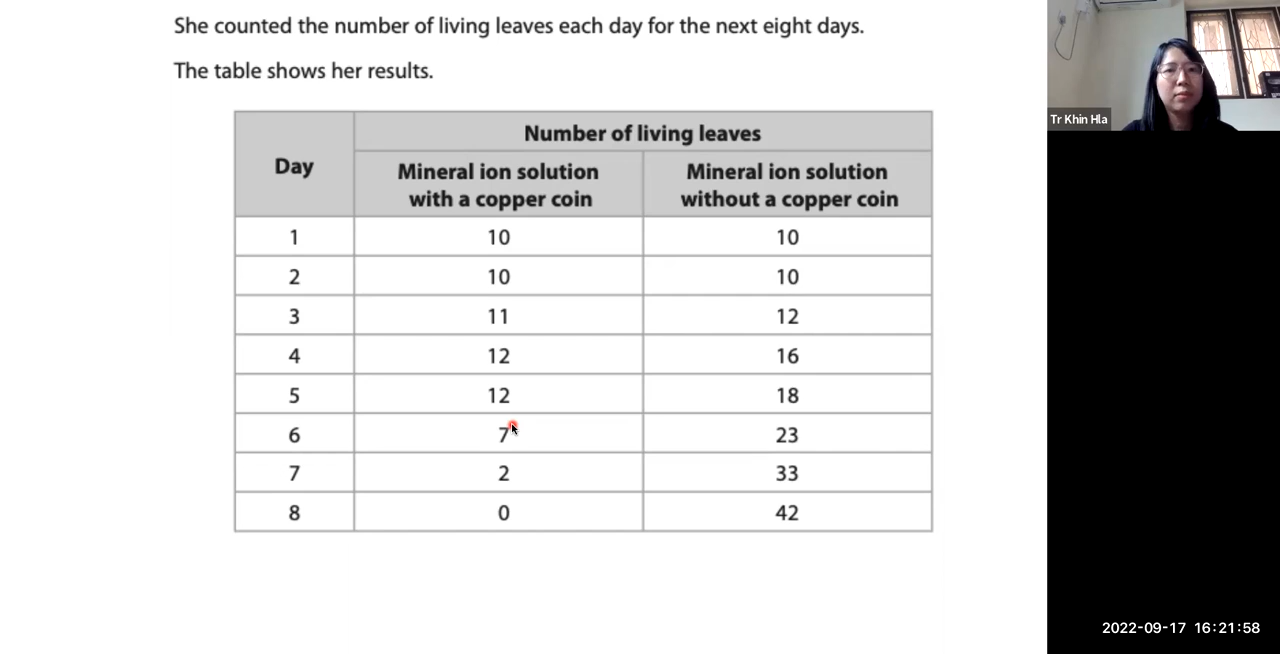 She counted the number of living leaves each day for the next eight days.
The table shows her results.
Day
Number of living leaves
Mineral ion solution with a copper coin
Mineral ion solution without a copper coin
1 10 10
2 10 10
3 11 12
4 12 16
5 12 18
6 7 23
7 2 33
8 0 42
Tr Khin Hla
2022-09-17 16:21:58